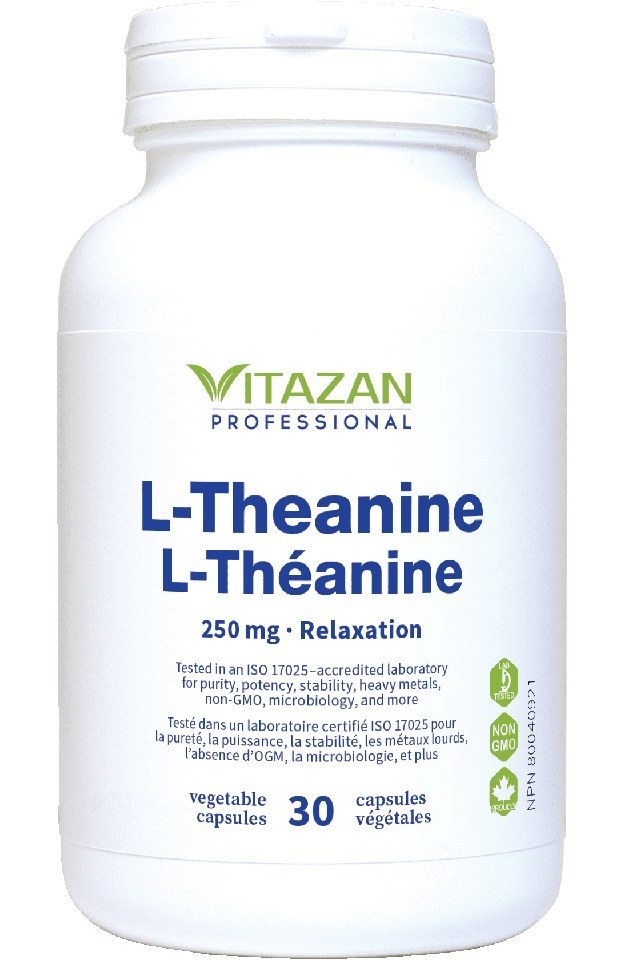 VITAZAN
PROFESSIONAL
L-Theanine
L-Théanine
250 mg · Relaxation
Tested in an ISO 17025–accredited laboratory
for purity, potency, stability, heavy metals,
non-GMO, microbiology, and more
Testé dans un laboratoire certifié ISO 17025 pour
la pureté, la puissance, la stabilité, les métaux lourds,
l’absence d’OGM, la microbiologie, et plus
vegetable
capsules
30
capsules
végétales
LAB
TESTED
NON
GMO
PROUDLY
NPN 80040921